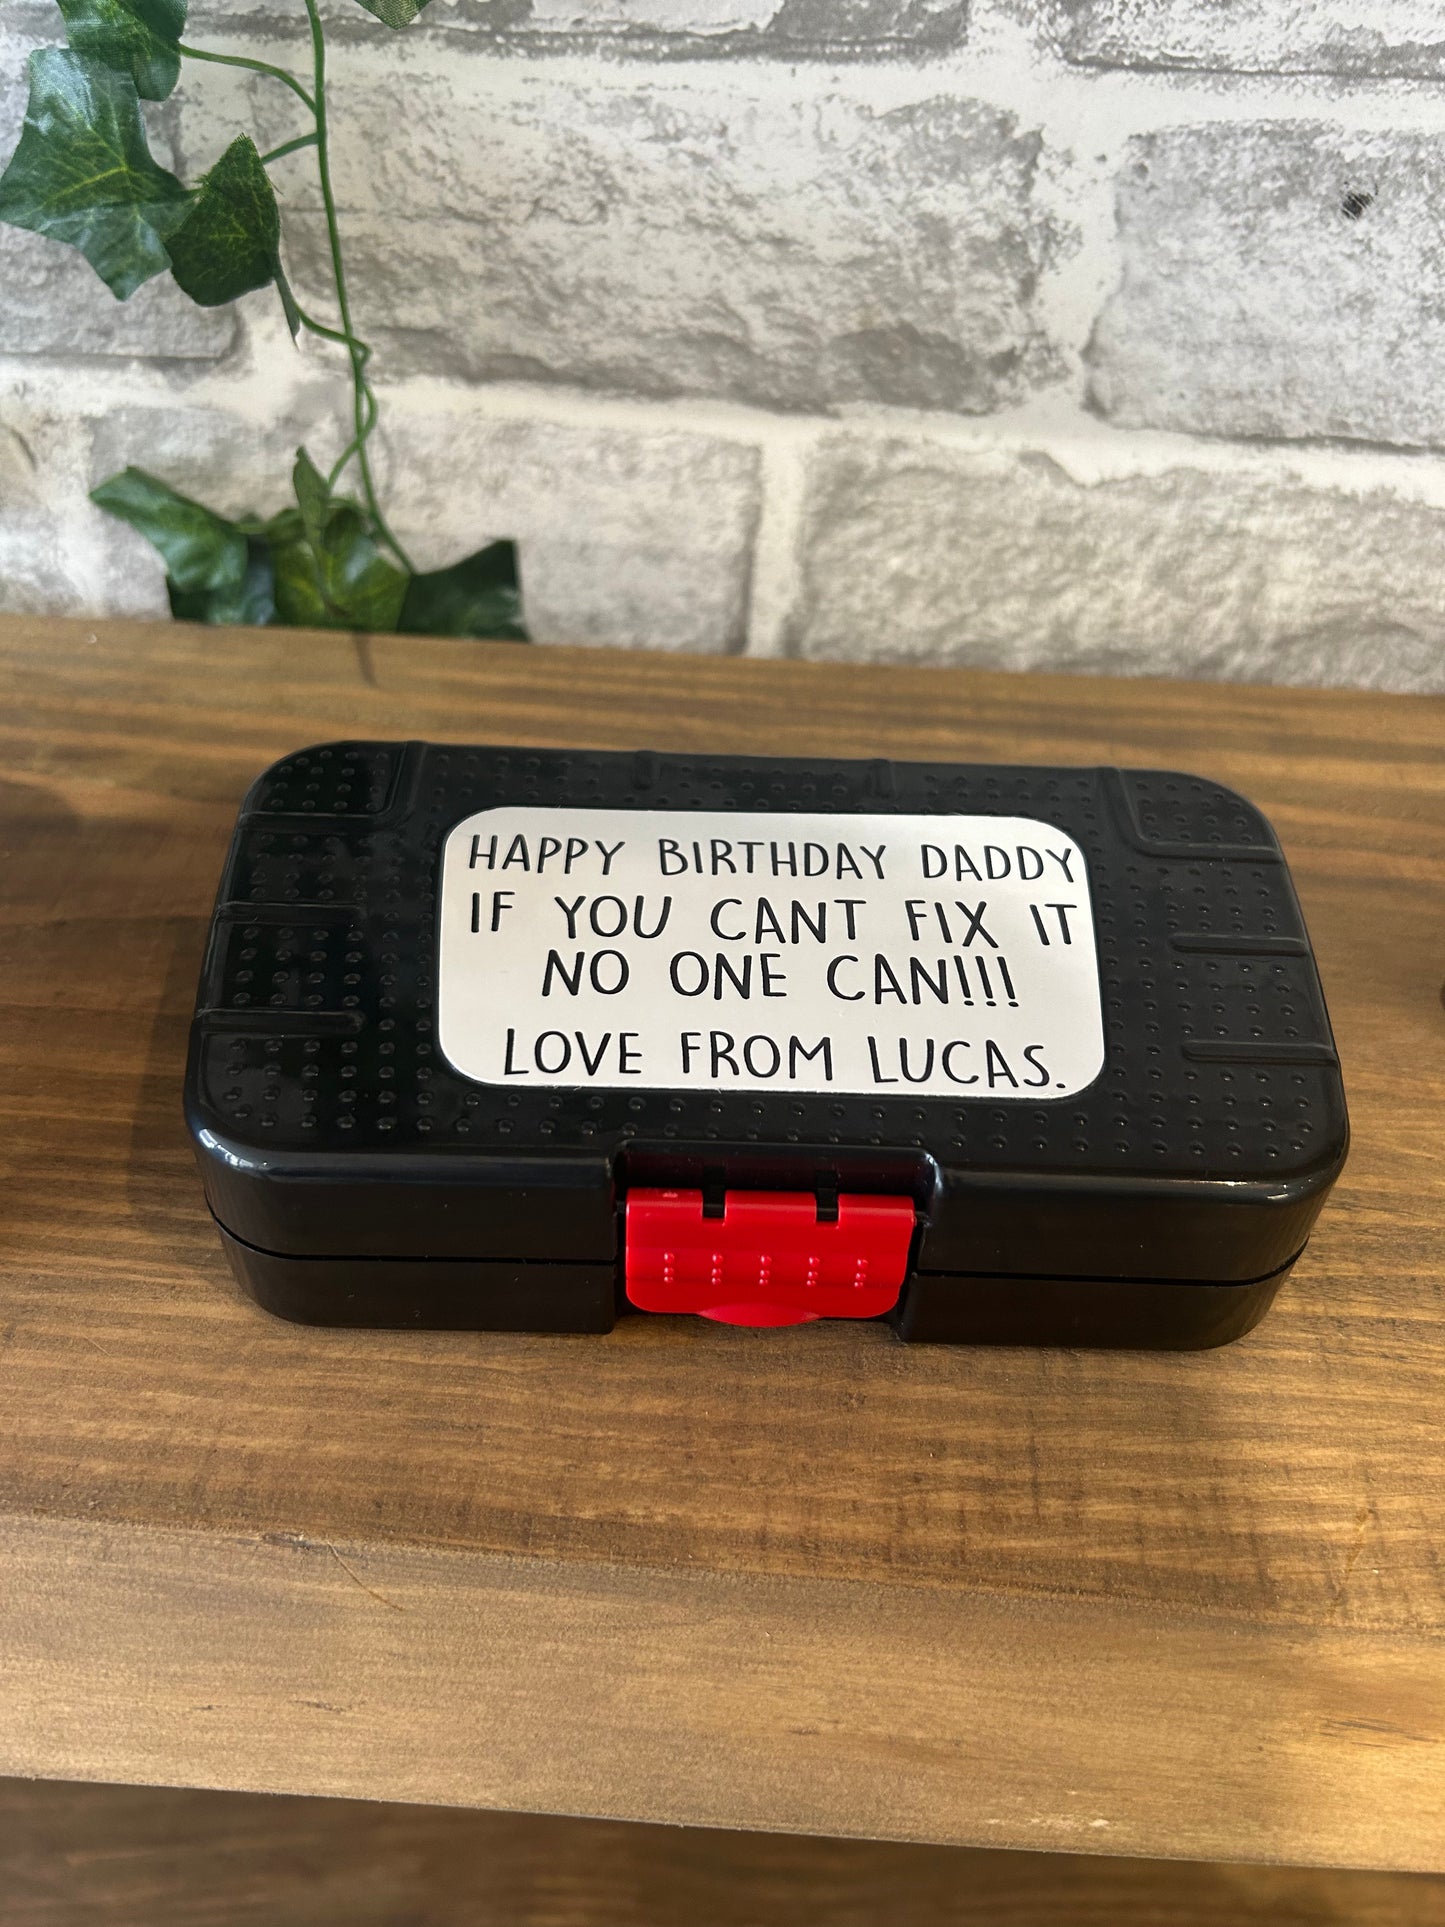 HAPPY BIRTHDAY DADDY
IF YOU CANT FIX IT
NO ONE CAN!!!
LOVE FROM LUCAS.